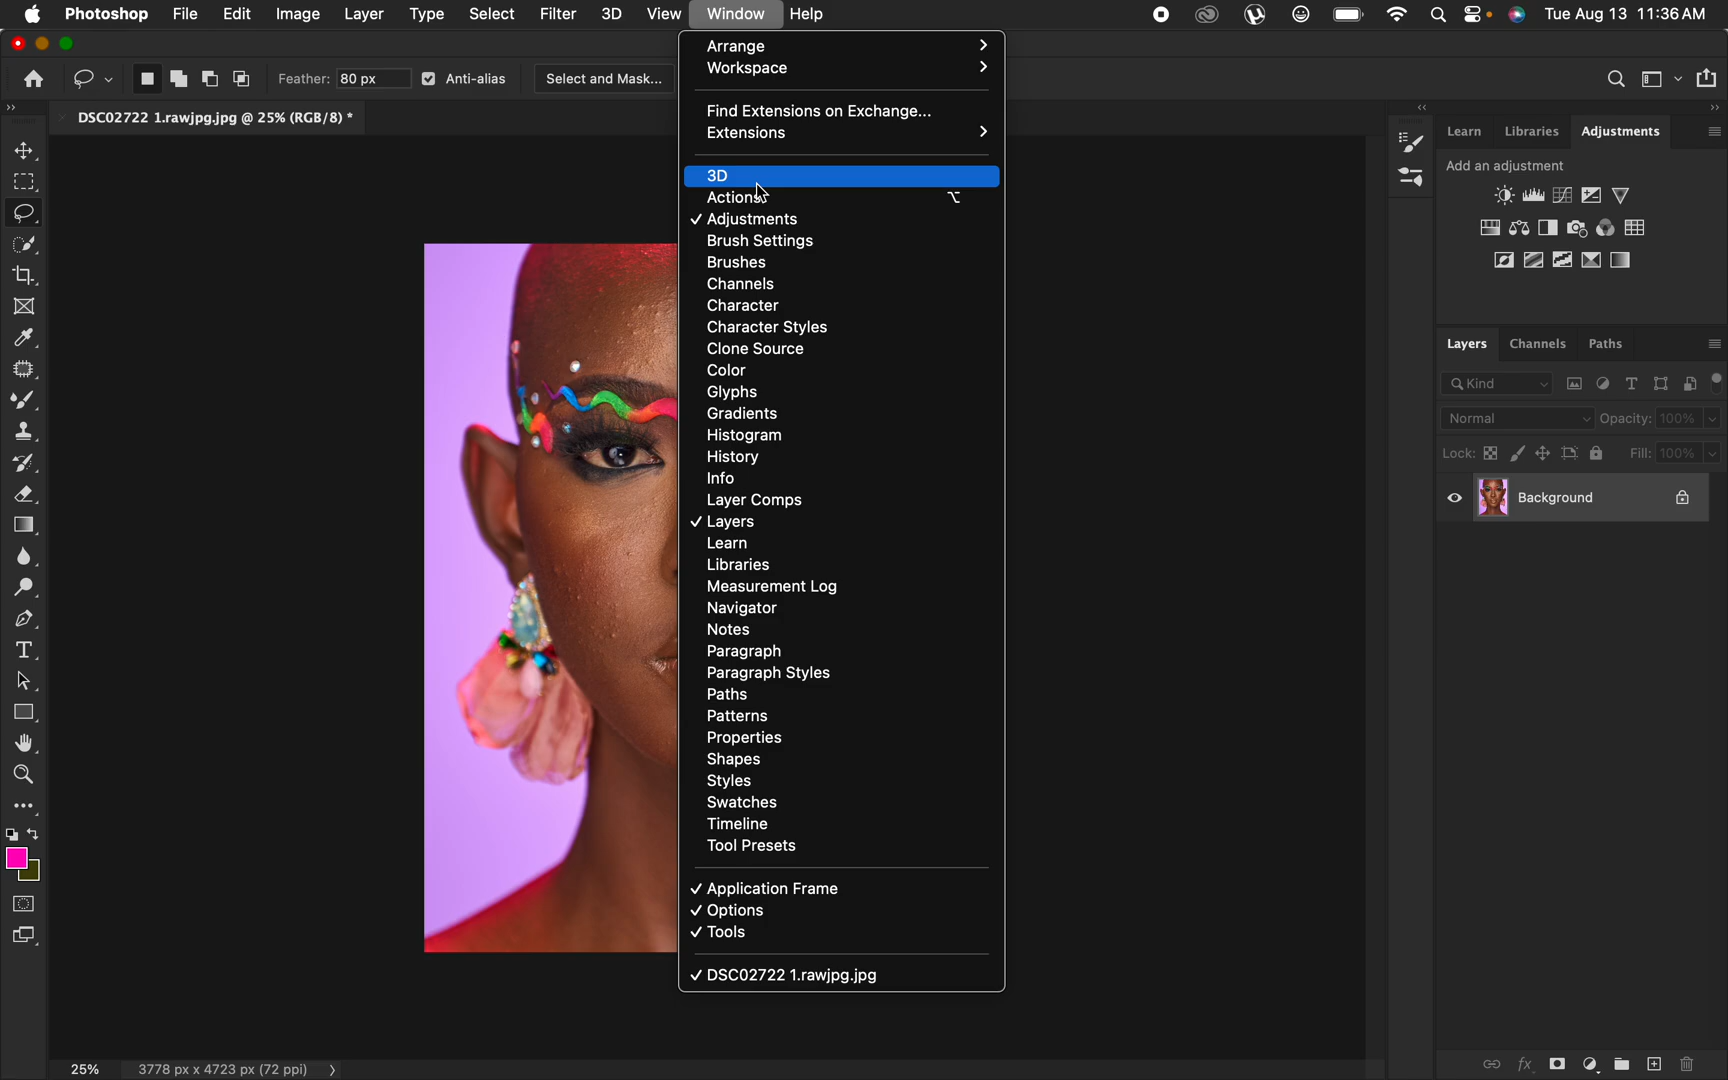 Photoshop File Edit Image Layer Type Select Filter 3D View Window Help Tue Aug 13 11:36 AM
Feather: 80 px Anti-alias Select and Mask...
DSC02722 1.rawjpg.jpg @ 25% (RGB/8) *
Arrange
Workspace
Find Extensions on Exchange...
Extensions
3D
Actions
Adjustments
Brush Settings
Brushes
Channels
Character
Character Styles
Clone Source
Color
Glyphs
Gradients
Histogram
History
Info
Layer Comps
Layers
Learn
Libraries
Measurement Log
Navigator
Notes
Paragraph
Paragraph Styles
Paths
Patterns
Properties
Shapes
Styles
Swatches
Timeline
Tool Presets
Application Frame
Options
Tools
DSC02722 1.rawjpg.jpg
Learn Libraries Adjustments
Add an adjustment
Layers Channels Paths
Kind
Normal Opacity: 100%
Lock: Fill: 100%
Background
25% 3778 px x 4723 px (72 ppi)